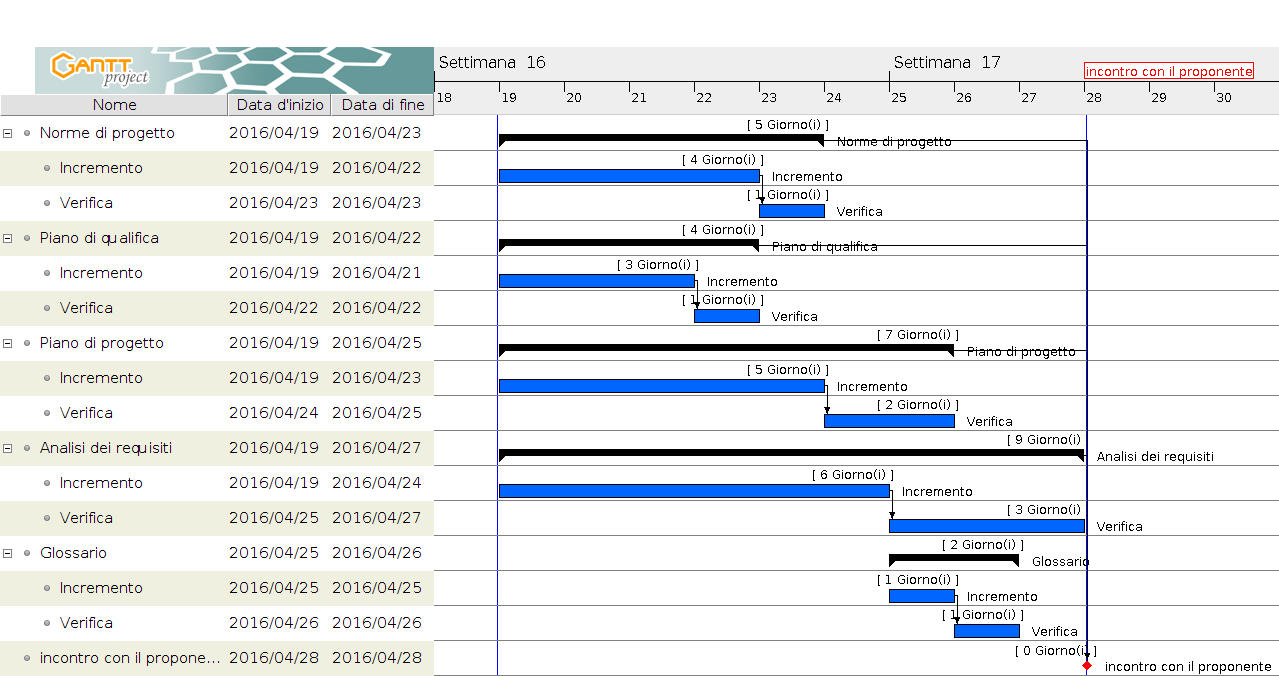 GANTT project
Settimana 16 Settimana 17
incontro con il proponente
Nome Data d'inizio Data di fine 18 19 20 21 22 23 24 25 26 27 28 29 30
[ 5 Giorno(i) ]
Norme di progetto 2016/04/19 2016/04/23 Norme di progetto
[ 4 Giorno(i) ]
Incremento 2016/04/19 2016/04/22 Incremento
[ 1 Giorno(i) ]
Verifica 2016/04/23 2016/04/23 Verifica
[ 4 Giorno(i) ]
Piano di qualifica 2016/04/19 2016/04/22 Piano di qualifica
[ 3 Giorno(i) ]
Incremento 2016/04/19 2016/04/21 Incremento
[ 1 Giorno(i) ]
Verifica 2016/04/22 2016/04/22 Verifica
[ 7 Giorno(i) ]
Piano di progetto 2016/04/19 2016/04/25 Piano di progetto
[ 5 Giorno(i) ]
Incremento 2016/04/19 2016/04/23 Incremento
[ 2 Giorno(i) ]
Verifica 2016/04/24 2016/04/25 Verifica
[ 9 Giorno(i)
Analisi dei requisiti 2016/04/19 2016/04/27 Analisi dei requisiti
[ 6 Giorno(i) ]
Incremento 2016/04/19 2016/04/24 Incremento
[ 3 Giorno(i)
Verifica 2016/04/25 2016/04/27 Verifica
[ 2 Giorno(i) ]
Glossario 2016/04/25 2016/04/26 Glossario
[ 1 Giorno(i) ]
Incremento 2016/04/25 2016/04/25 Incremento
[ 1 Giorno(i) ]
Verifica 2016/04/26 2016/04/26 Verifica
[ 0 Giorno(i) ]
incontro con il propone... 2016/04/28 2016/04/28 incontro con il proponente